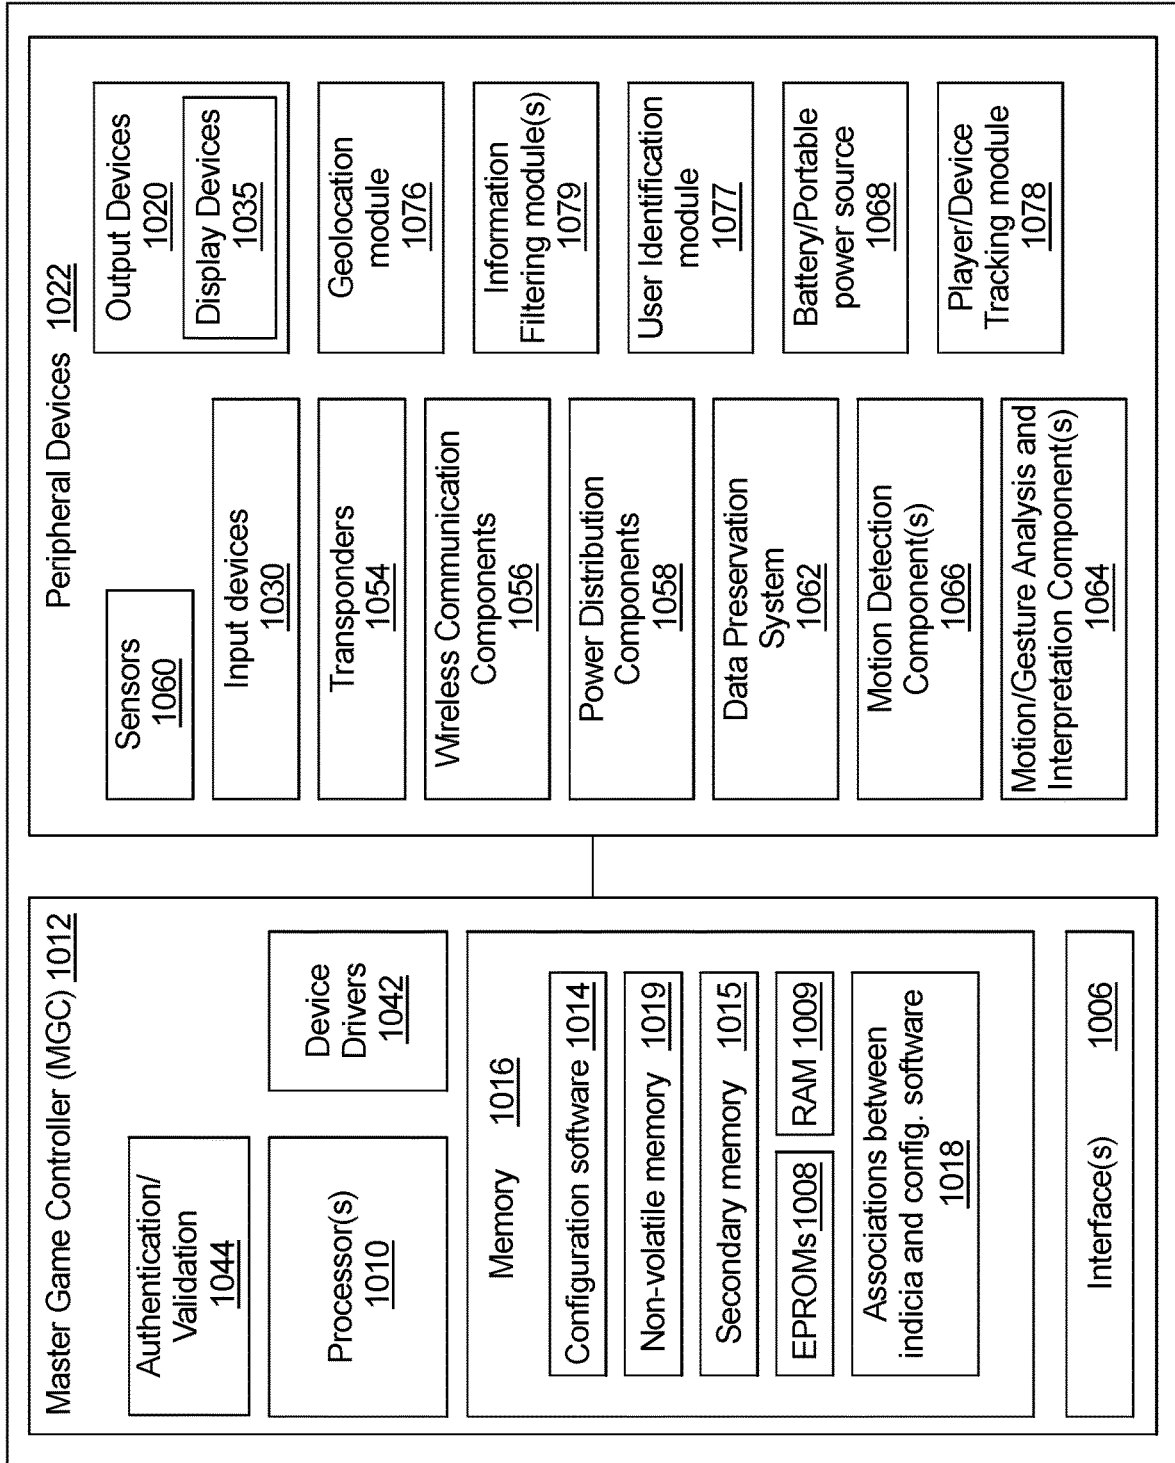 Master Game Controller (MGC) 1012
Authentication/
Validation
1044
Processor(s)
1010
Device
Drivers
1042
Memory 1016
Configuration software 1014
Non-volatile memory 1019
Secondary memory 1015
EPROMs1008
RAM 1009
Associations between
indicia and config. software
1018
Interface(s) 1006
Peripheral Devices 1022
Sensors
1060
Input devices
1030
Transponders
1054
Wireless Communication
Components
1056
Power Distribution
Components
1058
Data Preservation
System
1062
Motion Detection
Component(s)
1066
Motion/Gesture Analysis and
Interpretation Component(s)
1064
Output Devices
1020
Display Devices
1035
Geolocation
module
1076
Information
Filtering module(s)
1079
User Identification
module
1077
Battery/Portable
power source
1068
Player/Device
Tracking module
1078